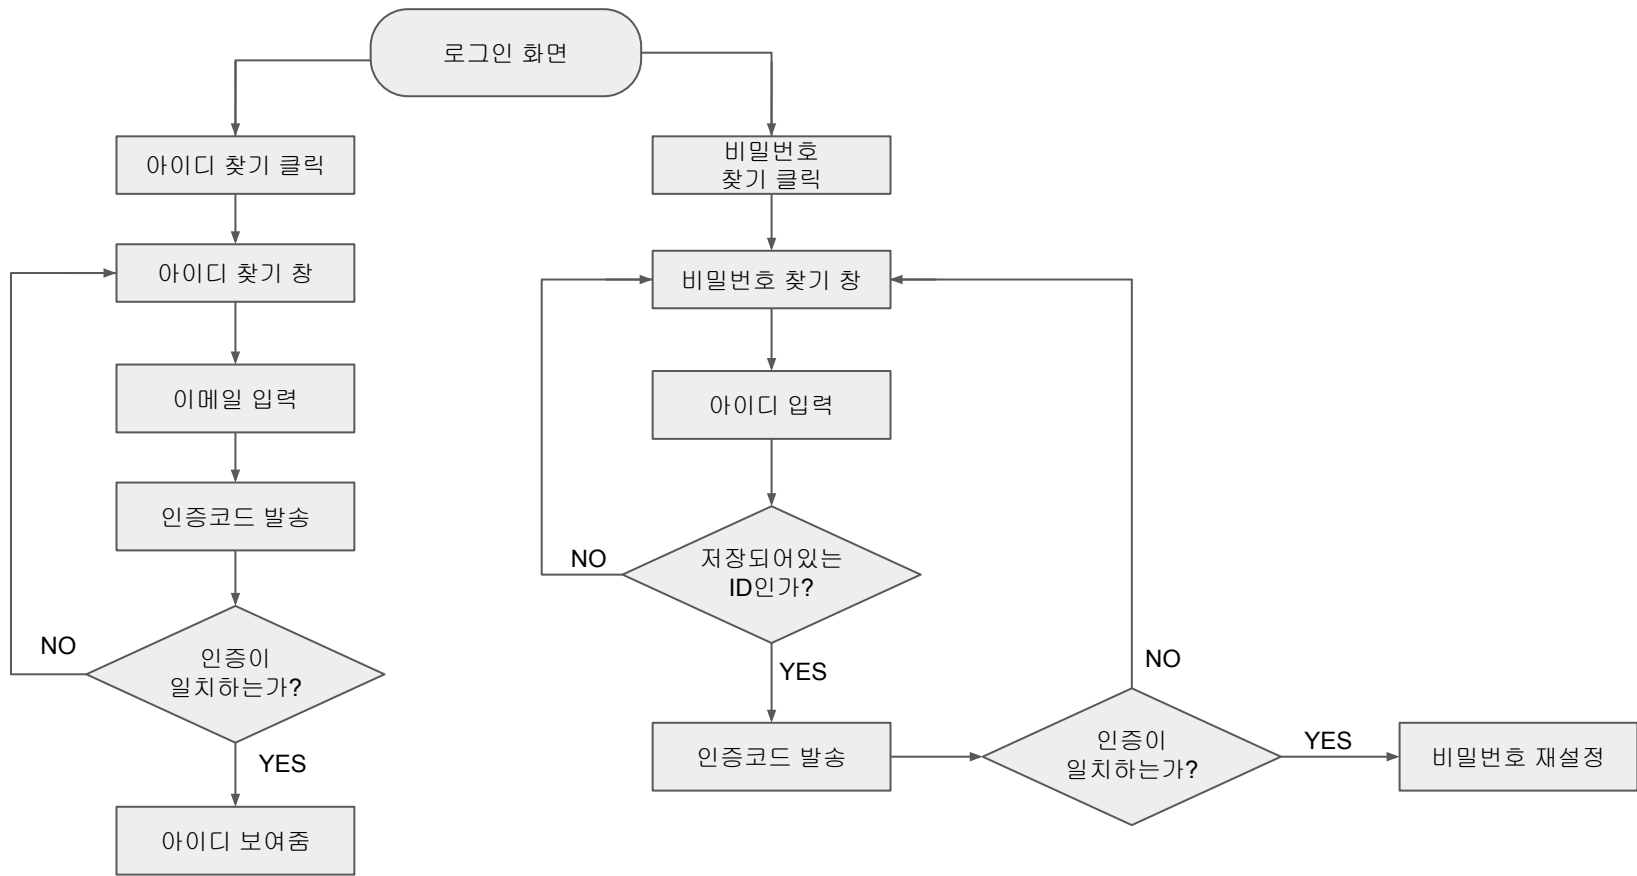 로그인 화면
아이디 찾기 클릭
아이디 찾기 창
이메일 입력
인증코드 발송
인증이
일치하는가?
NO
YES
아이디 보여줌
비밀번호
찾기 클릭
비밀번호 찾기 창
아이디 입력
저장되어있는
ID인가?
NO
YES
인증코드 발송
인증이
일치하는가?
NO
YES
비밀번호 재설정